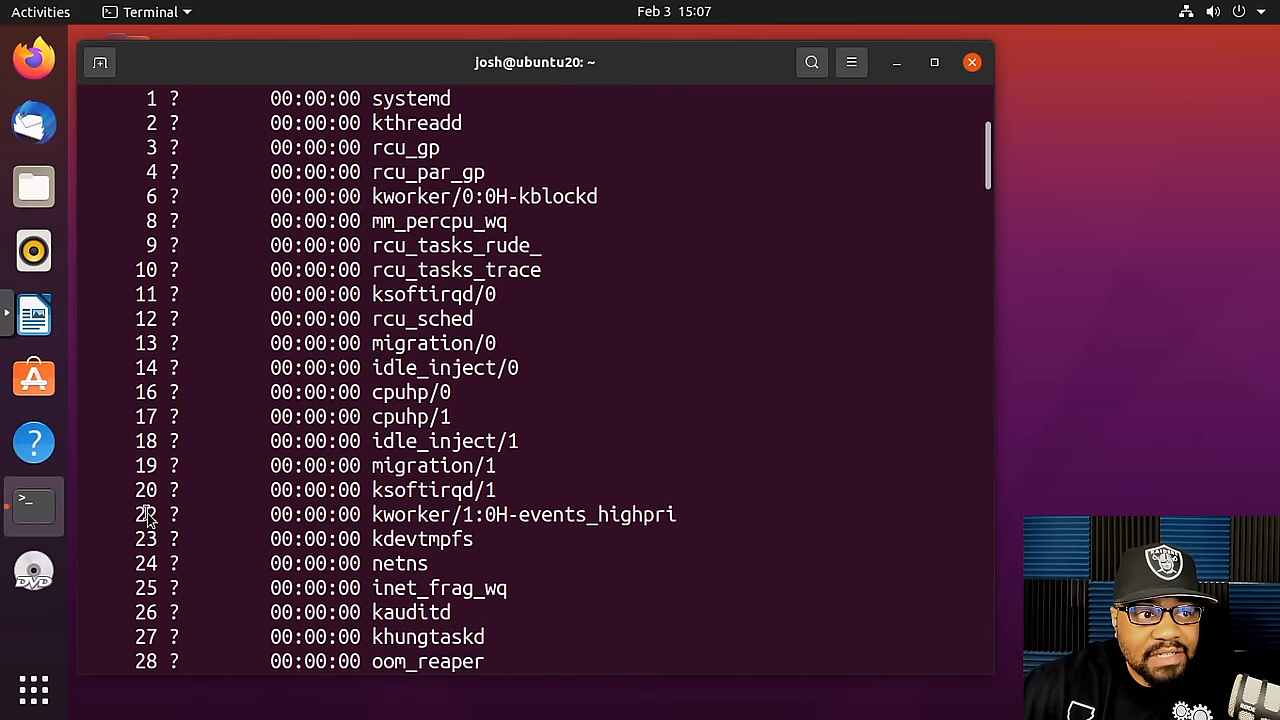 Activities
Terminal
Feb 3 15:07
josh@ubuntu20: ~
1 ? 00:00:00 systemd
2 ? 00:00:00 kthreadd
3 ? 00:00:00 rcu_gp
4 ? 00:00:00 rcu_par_gp
6 ? 00:00:00 kworker/0:0H-kblockd
8 ? 00:00:00 mm_percpu_wq
9 ? 00:00:00 rcu_tasks_rude_
10 ? 00:00:00 rcu_tasks_trace
11 ? 00:00:00 ksoftirqd/0
12 ? 00:00:00 rcu_sched
13 ? 00:00:00 migration/0
14 ? 00:00:00 idle_inject/0
16 ? 00:00:00 cpuhp/0
17 ? 00:00:00 cpuhp/1
18 ? 00:00:00 idle_inject/1
19 ? 00:00:00 migration/1
20 ? 00:00:00 ksoftirqd/1
22 ? 00:00:00 kworker/1:0H-events_highpri
23 ? 00:00:00 kdevtmpfs
24 ? 00:00:00 netns
25 ? 00:00:00 inet_frag_wq
26 ? 00:00:00 kauditd
27 ? 00:00:00 khungtaskd
28 ? 00:00:00 oom_reaper
DVD
RAIDERS